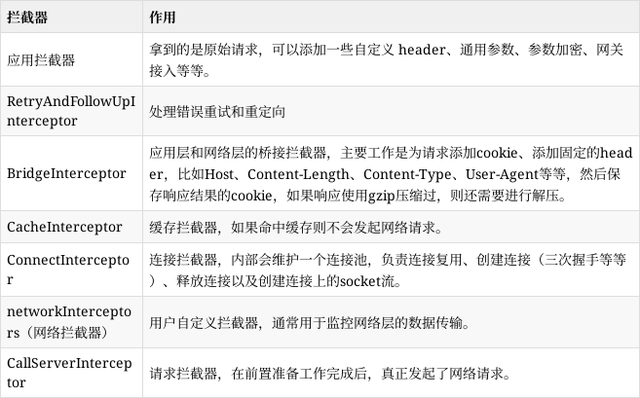 拦截器
作用
应用拦截器
拿到的是原始请求，可以添加一些自定义 header、通用参数、参数加密、网关
接入等等。
RetryAndFollowUpI
nterceptor
处理错误重试和重定向
BridgeInterceptor
应用层和网络层的桥接拦截器，主要工作是为请求添加cookie、添加固定的head
er，比如Host、Content-Length、Content-Type、User-Agent等等，然后保
存响应结果的cookie，如果响应使用gzip压缩过，则还需要进行解压。
CacheInterceptor
缓存拦截器，如果命中缓存则不会发起网络请求。
ConnectIntercepto
r
连接拦截器，内部会维护一个连接池，负责连接复用、创建连接（三次握手等等
）、释放连接以及创建连接上的socket流。
networkIntercepto
rs（网络拦截器）
用户自定义拦截器，通常用于监控网络层的数据传输。
CallServerIntercep
tor
请求拦截器，在前置准备工作完成后，真正发起了网络请求。